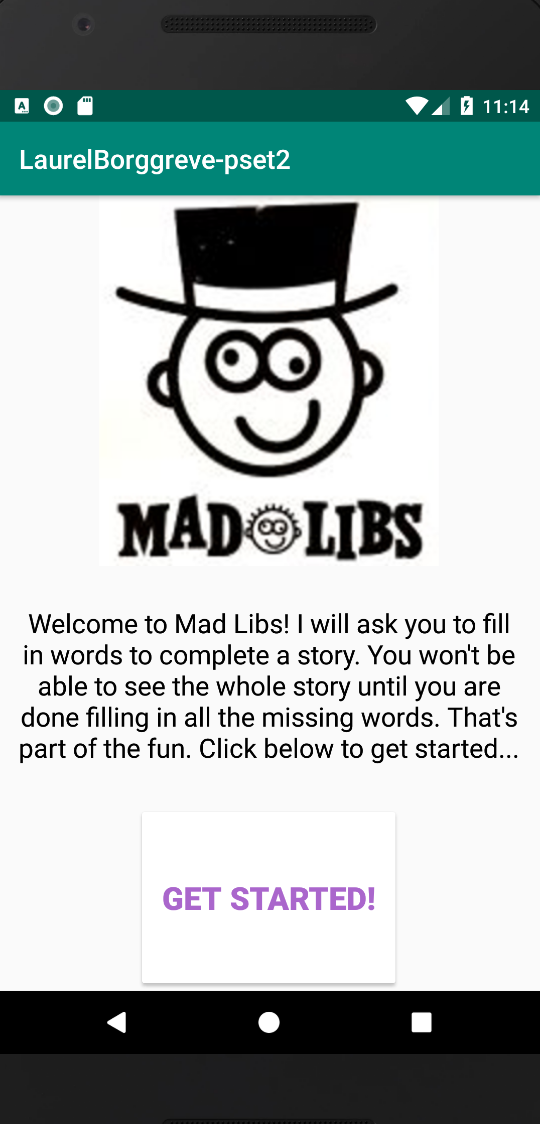 11:14
LaurelBorggreve-pset2
MAD LIBS
Welcome to Mad Libs! I will ask you to fill
in words to complete a story. You won't be
able to see the whole story until you are
done filling in all the missing words. That's
part of the fun. Click below to get started...
GET STARTED!